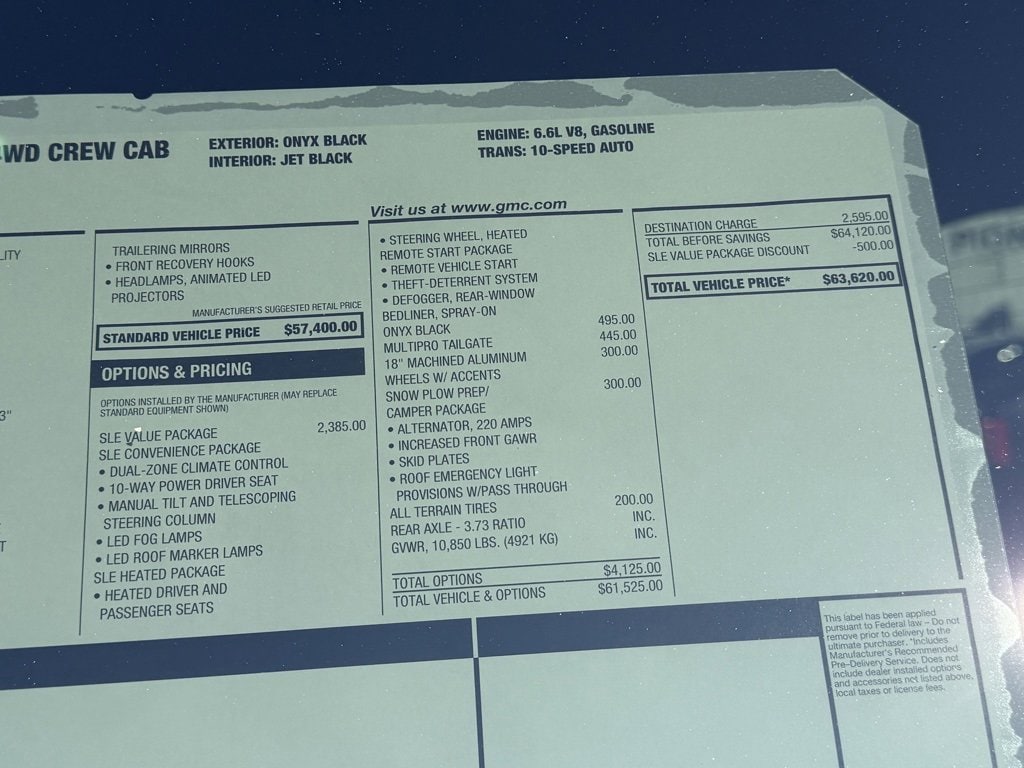 WD CREW CAB
EXTERIOR: ONYX BLACK
INTERIOR: JET BLACK
ENGINE: 6.6L V8, GASOLINE
TRANS: 10-SPEED AUTO
Visit us at www.gmc.com
LITY
3"
T
TRAILERING MIRRORS
• FRONT RECOVERY HOOKS
• HEADLAMPS, ANIMATED LED
PROJECTORS
MANUFACTURER'S SUGGESTED RETAIL PRICE
STANDARD VEHICLE PRICE $57,400.00
OPTIONS & PRICING
OPTIONS INSTALLED BY THE MANUFACTURER (MAY REPLACE
STANDARD EQUIPMENT SHOWN)
SLE VALUE PACKAGE 2,385.00
SLE CONVENIENCE PACKAGE
• DUAL-ZONE CLIMATE CONTROL
• 10-WAY POWER DRIVER SEAT
• MANUAL TILT AND TELESCOPING
STEERING COLUMN
• LED FOG LAMPS
• LED ROOF MARKER LAMPS
SLE HEATED PACKAGE
• HEATED DRIVER AND
PASSENGER SEATS
• STEERING WHEEL, HEATED
REMOTE START PACKAGE
• REMOTE VEHICLE START
• THEFT-DETERRENT SYSTEM
• DEFOGGER, REAR-WINDOW
BEDLINER, SPRAY-ON
ONYX BLACK 495.00
MULTIPRO TAILGATE 445.00
18" MACHINED ALUMINUM 300.00
WHEELS W/ ACCENTS
SNOW PLOW PREP/ 300.00
CAMPER PACKAGE
• ALTERNATOR, 220 AMPS
• INCREASED FRONT GAWR
• SKID PLATES
• ROOF EMERGENCY LIGHT
PROVISIONS W/PASS THROUGH
ALL TERRAIN TIRES 200.00
REAR AXLE - 3.73 RATIO INC.
GVWR, 10,850 LBS. (4921 KG) INC.
TOTAL OPTIONS $4,125.00
TOTAL VEHICLE & OPTIONS $61,525.00
DESTINATION CHARGE 2,595.00
TOTAL BEFORE SAVINGS $64,120.00
SLE VALUE PACKAGE DISCOUNT -500.00
TOTAL VEHICLE PRICE* $63,620.00
This label has been applied
pursuant to Federal law – Do not
remove prior to delivery to the
ultimate purchaser. *Includes
Manufacturer's Recommended
Pre-Delivery Service. Does not
include dealer installed options
and accessories not listed above,
local taxes or license fees.